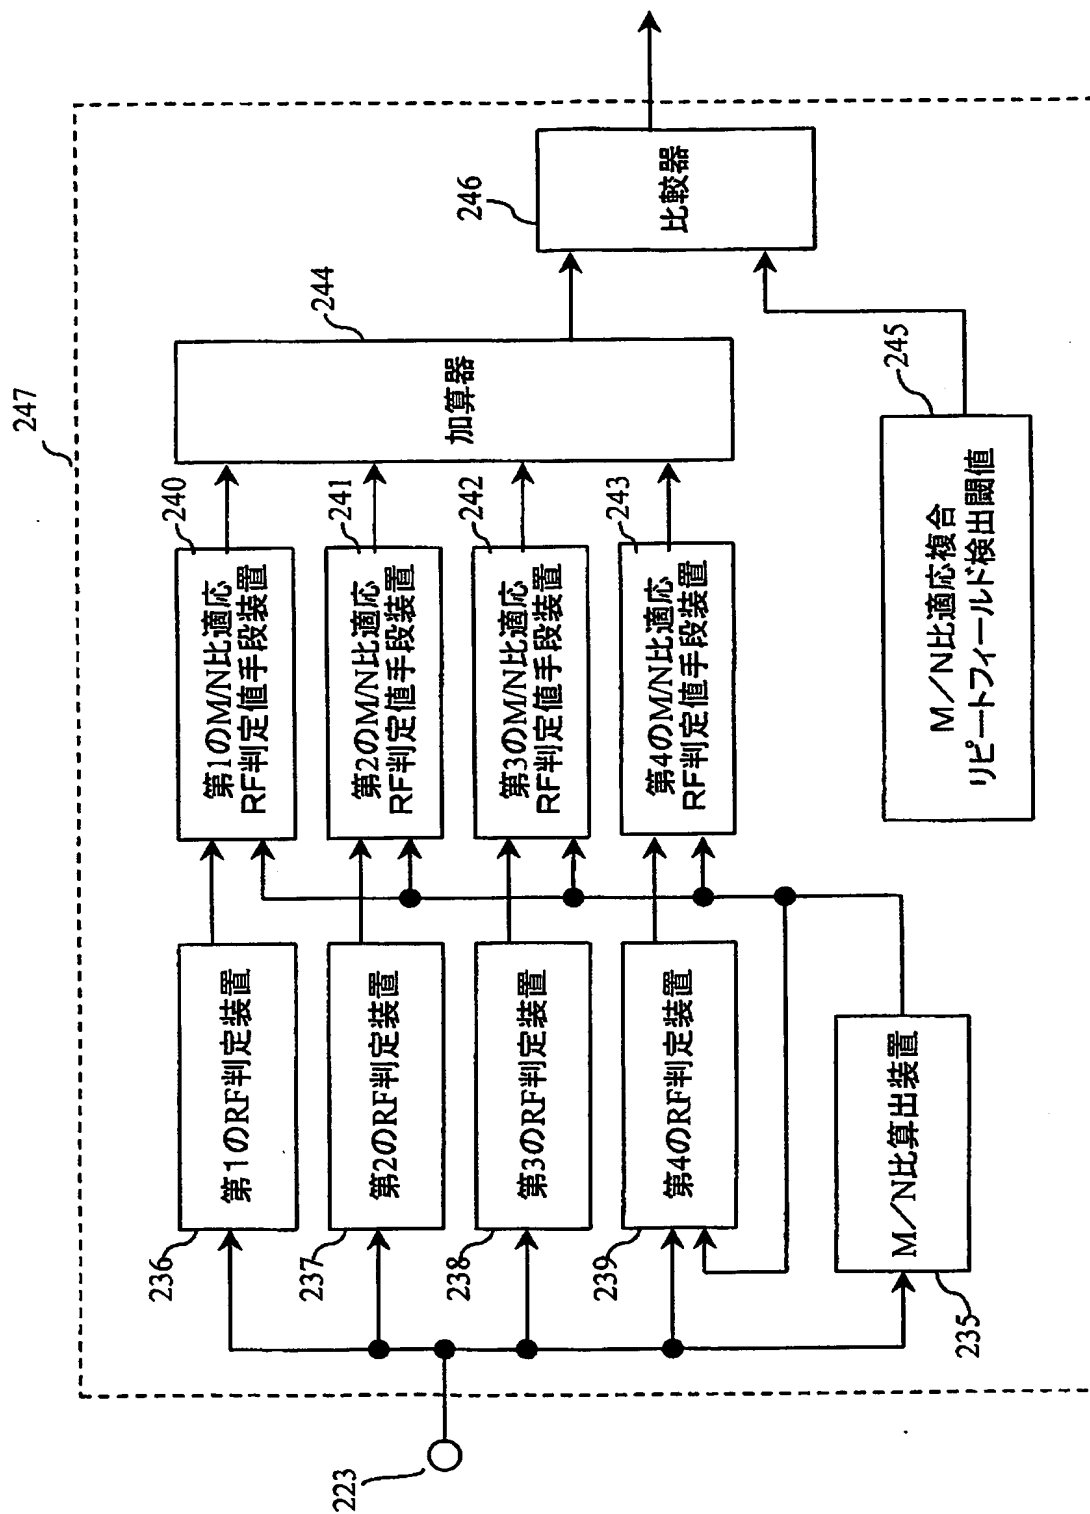 247
223
236
第1のRF判定装置
237
第2のRF判定装置
238
第3のRF判定装置
239
第4のRF判定装置
235
M/N比算出装置
240
第1のM/N比適応
RF判定値手段装置
241
第2のM/N比適応
RF判定値手段装置
242
第3のM/N比適応
RF判定値手段装置
243
第4のM/N比適応
RF判定値手段装置
244
加算器
245
M/N比適応複合
リピートフィールド検出閾値
246
比較器